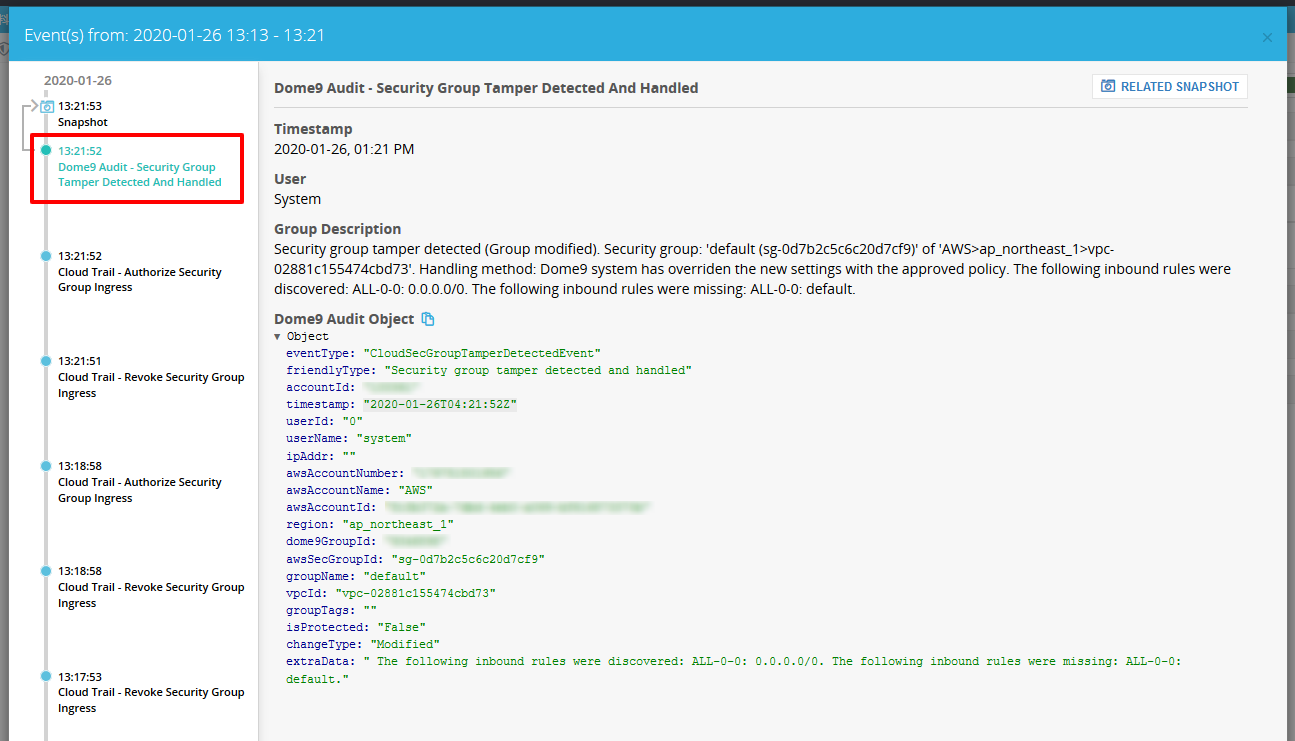 Event(s) from: 2020-01-26 13:13 - 13:21
×
2020-01-26
13:21:53
Snapshot
13:21:52
Dome9 Audit - Security Group
Tamper Detected And Handled
13:21:52
Cloud Trail - Authorize Security
Group Ingress
13:21:51
Cloud Trail - Revoke Security Group
Ingress
13:18:58
Cloud Trail - Authorize Security
Group Ingress
13:18:58
Cloud Trail - Revoke Security Group
Ingress
13:17:53
Cloud Trail - Revoke Security Group
Ingress
Dome9 Audit - Security Group Tamper Detected And Handled
RELATED SNAPSHOT
Timestamp
2020-01-26, 01:21 PM
User
System
Group Description
Security group tamper detected (Group modified). Security group: 'default (sg-0d7b2c5c6c20d7cf9)' of 'AWS>ap_northeast_1>vpc-
02881c155474cbd73'. Handling method: Dome9 system has overriden the new settings with the approved policy. The following inbound rules were
discovered: ALL-0-0: 0.0.0.0/0. The following inbound rules were missing: ALL-0-0: default.
Dome9 Audit Object
▼ Object
eventType: "CloudSecGroupTamperDetectedEvent"
friendlyType: "Security group tamper detected and handled"
accountId:
timestamp: "2020-01-26T04:21:52Z"
userId: "0"
userName: "system"
ipAddr: ""
awsAccountNumber:
awsAccountName: "AWS"
awsAccountId:
region: "ap_northeast_1"
dome9GroupId:
awsSecGroupId: "sg-0d7b2c5c6c20d7cf9"
groupName: "default"
vpcId: "vpc-02881c155474cbd73"
groupTags: ""
isProtected: "False"
changeType: "Modified"
extraData: " The following inbound rules were discovered: ALL-0-0: 0.0.0.0/0. The following inbound rules were missing: ALL-0-0:
default."